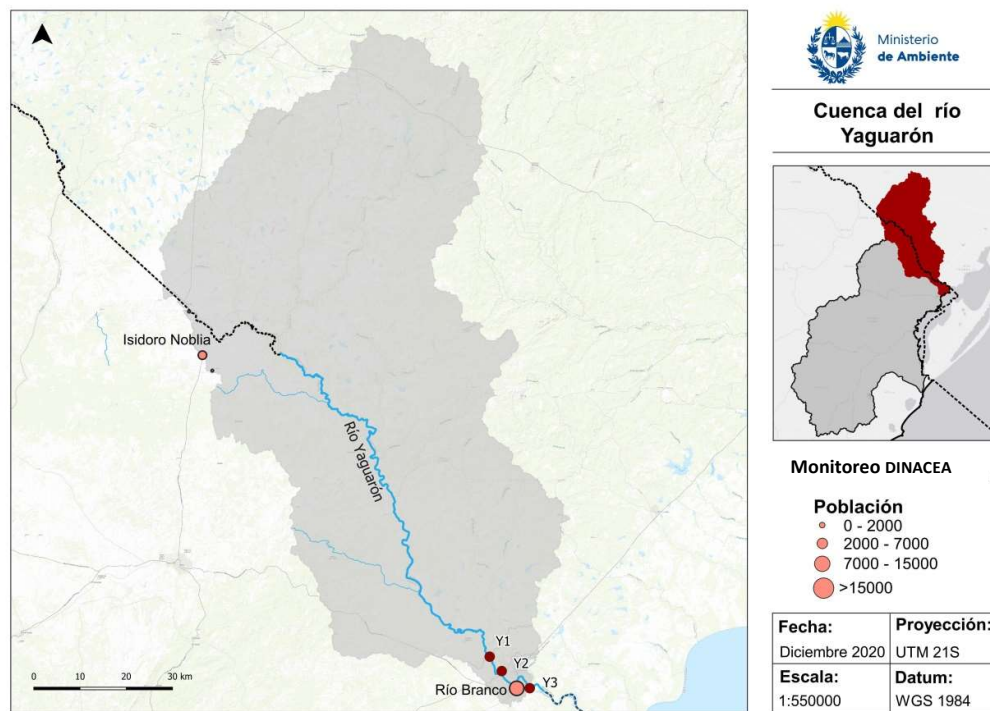 Ministerio
de Ambiente
Cuenca del río
Yaguarón
Isidoro Noblia
Río Yaguarón
Y1
Y2
Y3
Río Branco
0
10
20
30 km
Monitoreo DINACEA
Población
0 - 2000
2000 - 7000
7000 - 15000
>15000
Fecha:
Proyección:
Diciembre 2020
UTM 21S
Escala:
Datum:
1:550000
WGS 1984